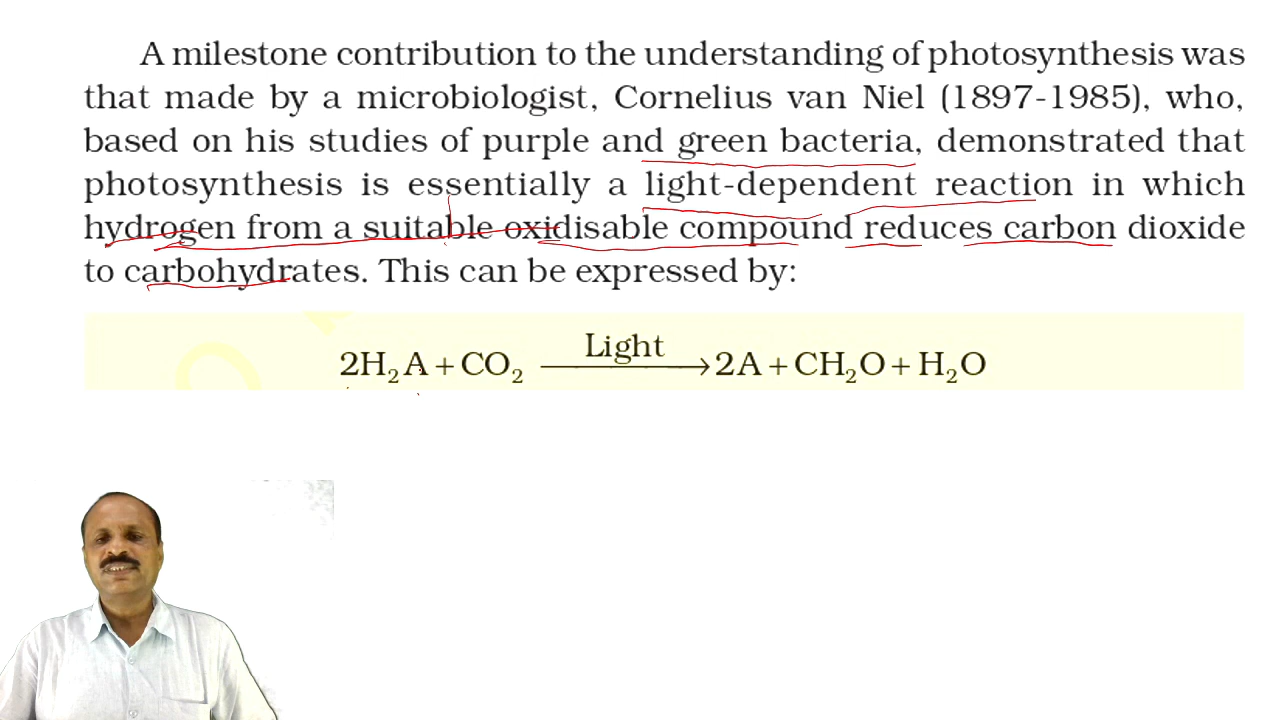 A milestone contribution to the understanding of photosynthesis was
that made by a microbiologist, Cornelius van Niel (1897-1985), who,
based on his studies of purple and green bacteria, demonstrated that
photosynthesis is essentially a light-dependent reaction in which
hydrogen from a suitable oxidisable compound reduces carbon dioxide
to carbohydrates. This can be expressed by:
Light
2H₂A + CO₂ ⟶ 2A + CH₂O + H₂O